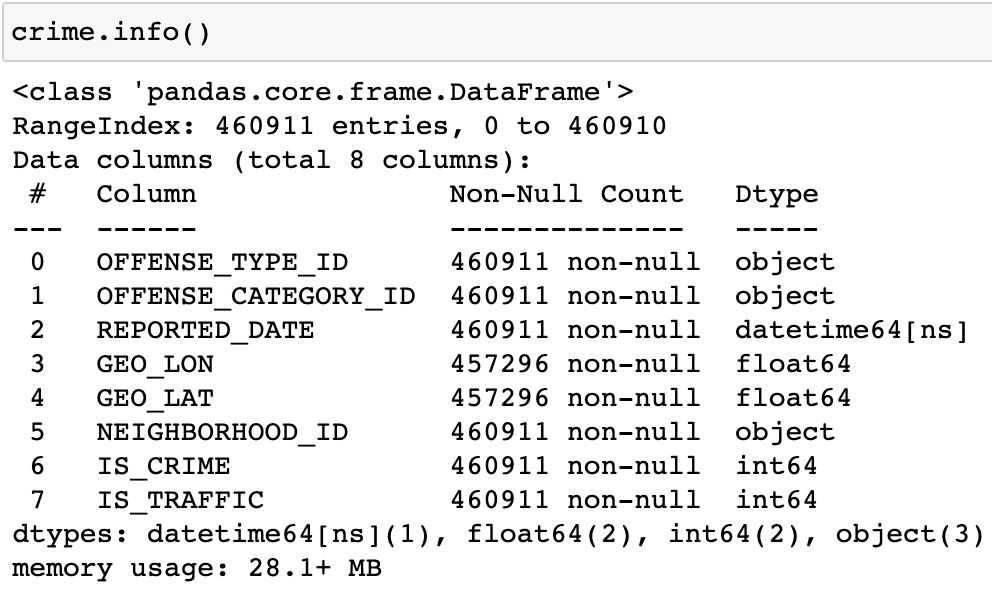 crime.info()
<class 'pandas.core.frame.DataFrame'>
RangeIndex: 460911 entries, 0 to 460910
Data columns (total 8 columns):
 #   Column               Non-Null Count   Dtype
---  ------               --------------   -----
 0   OFFENSE_TYPE_ID      460911 non-null  object
 1   OFFENSE_CATEGORY_ID  460911 non-null  object
 2   REPORTED_DATE        460911 non-null  datetime64[ns]
 3   GEO_LON              457296 non-null  float64
 4   GEO_LAT              457296 non-null  float64
 5   NEIGHBORHOOD_ID      460911 non-null  object
 6   IS_CRIME             460911 non-null  int64
 7   IS_TRAFFIC           460911 non-null  int64
dtypes: datetime64[ns](1), float64(2), int64(2), object(3)
memory usage: 28.1+ MB